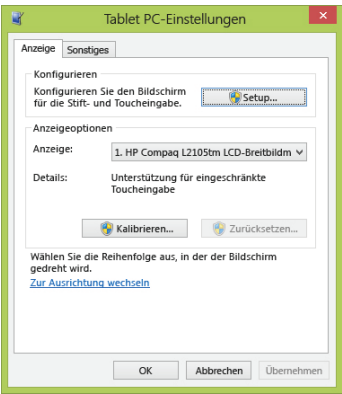 Tablet PC-Einstellungen
Anzeige Sonstiges
Konfigurieren
Konfigurieren Sie den Bildschirm
für die Stift- und Toucheingabe.
Setup...
Anzeigeoptionen
Anzeige:
1. HP Compaq L2105tm LCD-Breitbildm
Details:
Unterstützung für eingeschränkte
Toucheingabe
Kalibrieren...
Zurücksetzen...
Wählen Sie die Reihenfolge aus, in der der Bildschirm
gedreht wird.
Zur Ausrichtung wechseln
OK Abbrechen Übernehmen